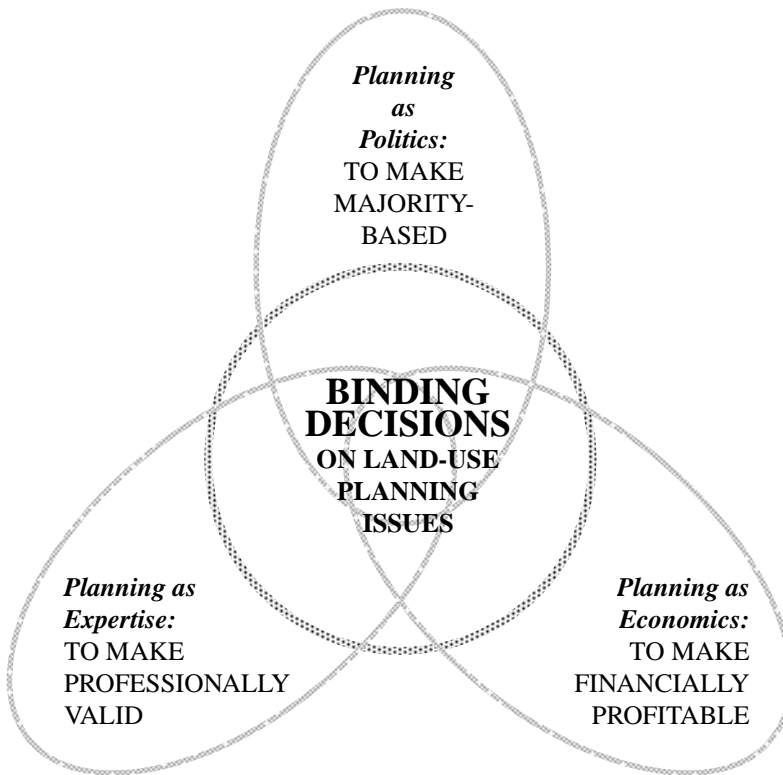 Planning
as
Politics:
TO MAKE
MAJORITY-
BASED
BINDING
DECISIONS
ON LAND-USE
PLANNING
ISSUES
Planning as
Expertise:
TO MAKE
PROFESSIONALLY
VALID
Planning as
Economics:
TO MAKE
FINANCIALLY
PROFITABLE